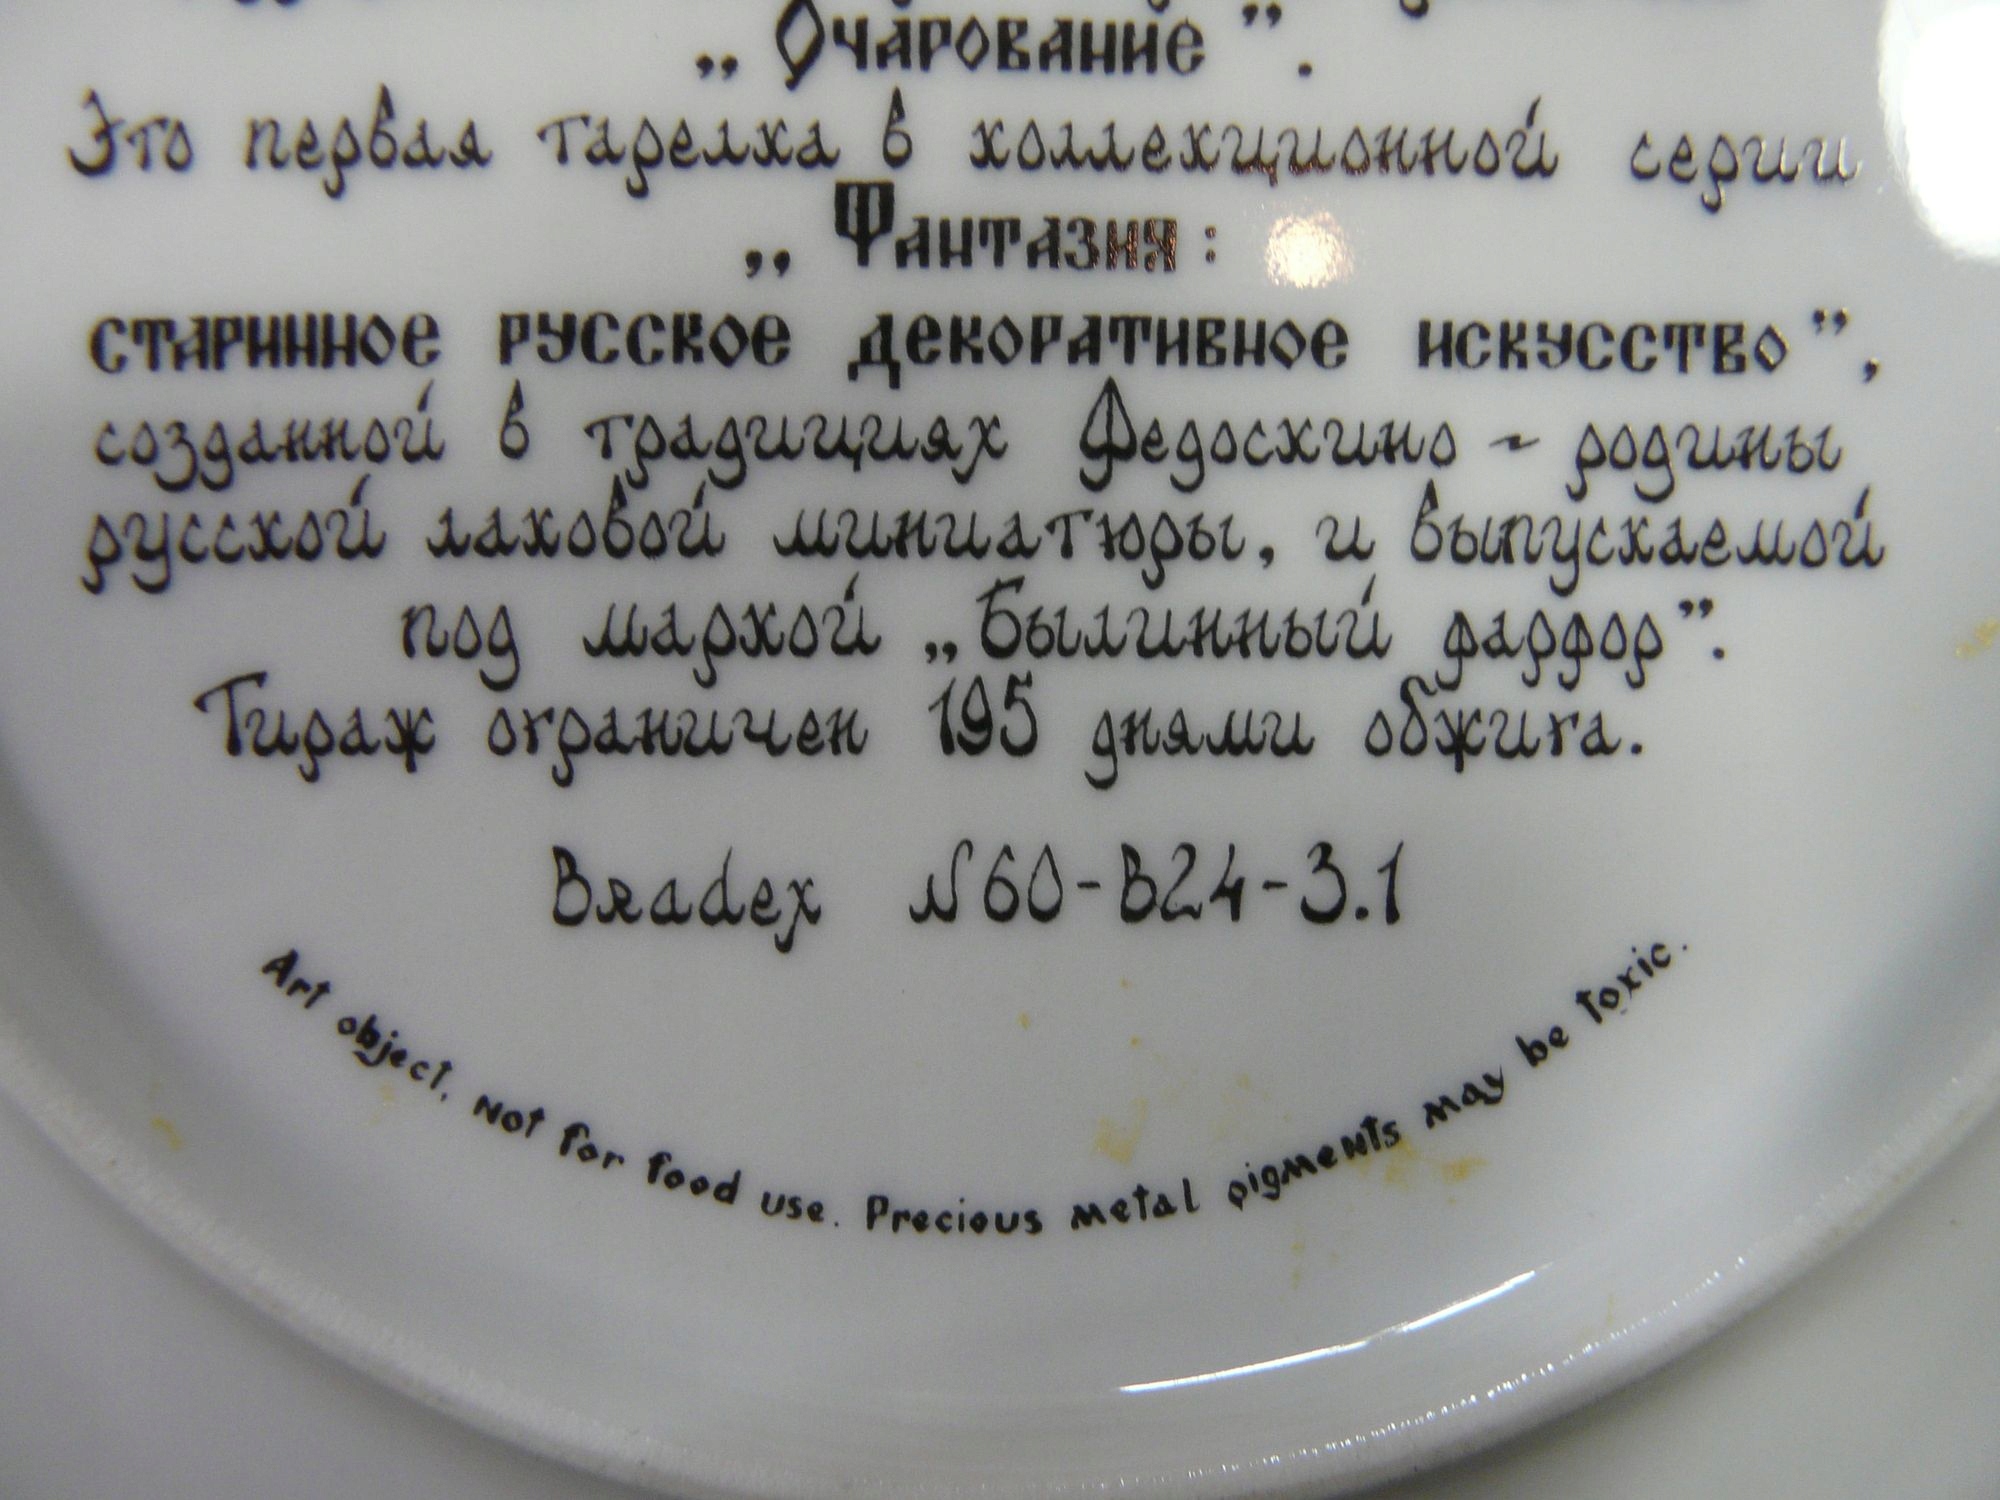 „Очарование”.
Это первая тарелка в коллекционной серии
„Фантазия:
старинное русское декоративное искусство”,
созданной в традициях Федоскино - родины
русской лаковой миниатюры, и выпускаемой
под маркой „Былинный фарфор”.
Тираж ограничен 195 днями обжига.
Bradex N60-B24-3.1
Art object. Not for food use. Precious metal pigments may be toxic.